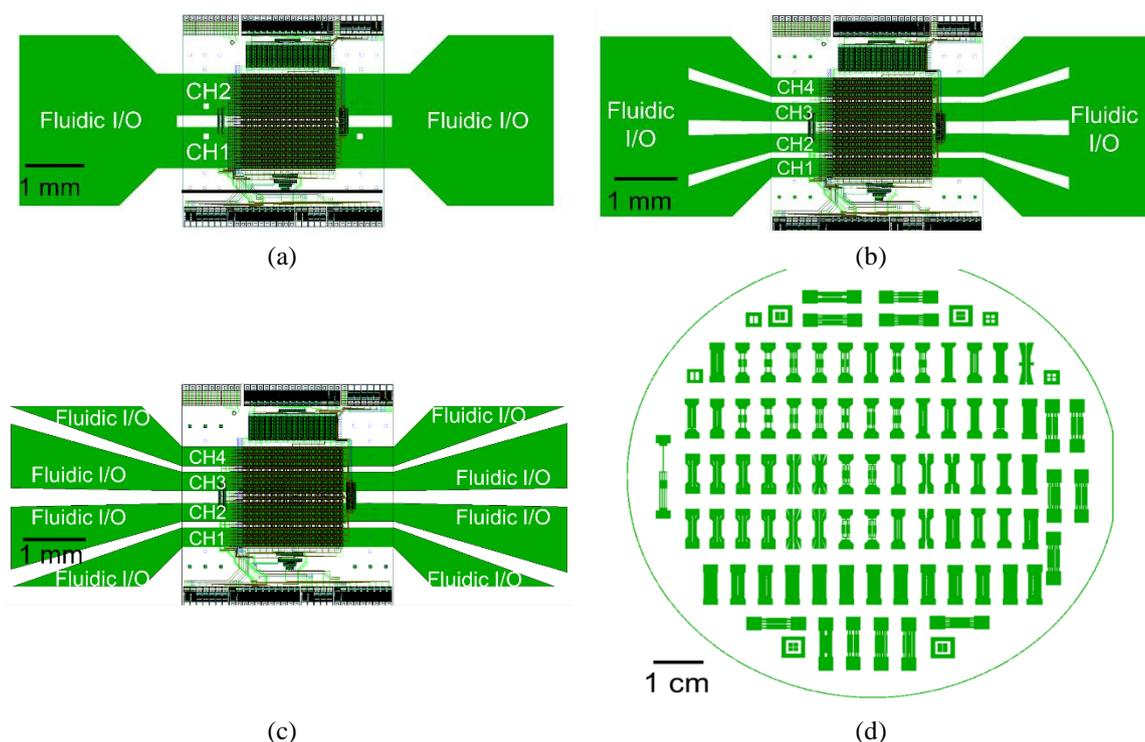 CH2
Fluidic I/O
Fluidic I/O
CH1
1 mm
(a)
CH4
Fluidic
I/O
CH3
Fluidic
I/O
CH2
CH1
1 mm
(b)
Fluidic I/O
Fluidic I/O
CH4
Fluidic I/O
CH3
Fluidic I/O
Fluidic I/O
CH2
Fluidic I/O
CH1
1 mm
Fluidic I/O
Fluidic I/O
(c)
1 cm
(d)